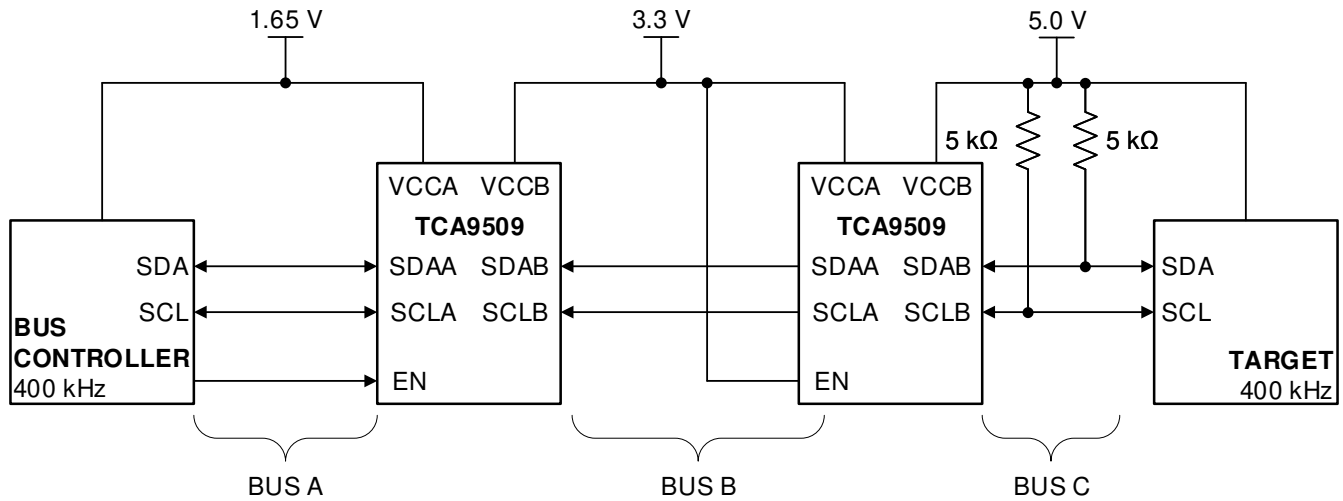 1.65 V
3.3 V
5.0 V
5 kΩ
5 kΩ
VCCA VCCB
TCA9509
SDAA SDAB
SCLA SCLB
EN
VCCA VCCB
TCA9509
SDAA SDAB
SCLA SCLB
EN
SDA
SCL
BUS
CONTROLLER
400 kHz
SDA
SCL
TARGET
400 kHz
BUS A
BUS B
BUS C